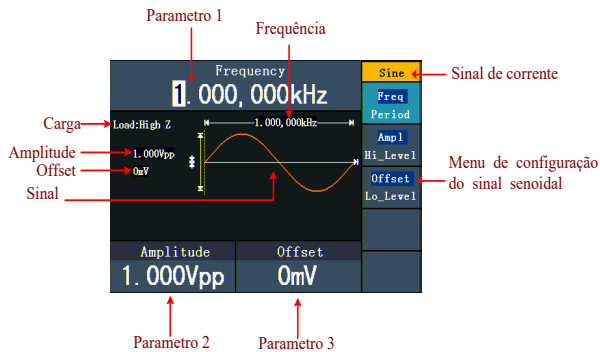 Parametro 1
Frequência
Frequency
1.000,000kHz
Sine
Sinal de corrente
Freq
Period
Carga
Load:High Z
1.000,000kHz
Ampl
Hi_Level
Amplitude
1.000Vpp
Offset
0mV
Sinal
Offset
Lo_Level
Menu de configuração
do sinal senoidal
Amplitude
1.000Vpp
Offset
0mV
Parametro 2
Parametro 3